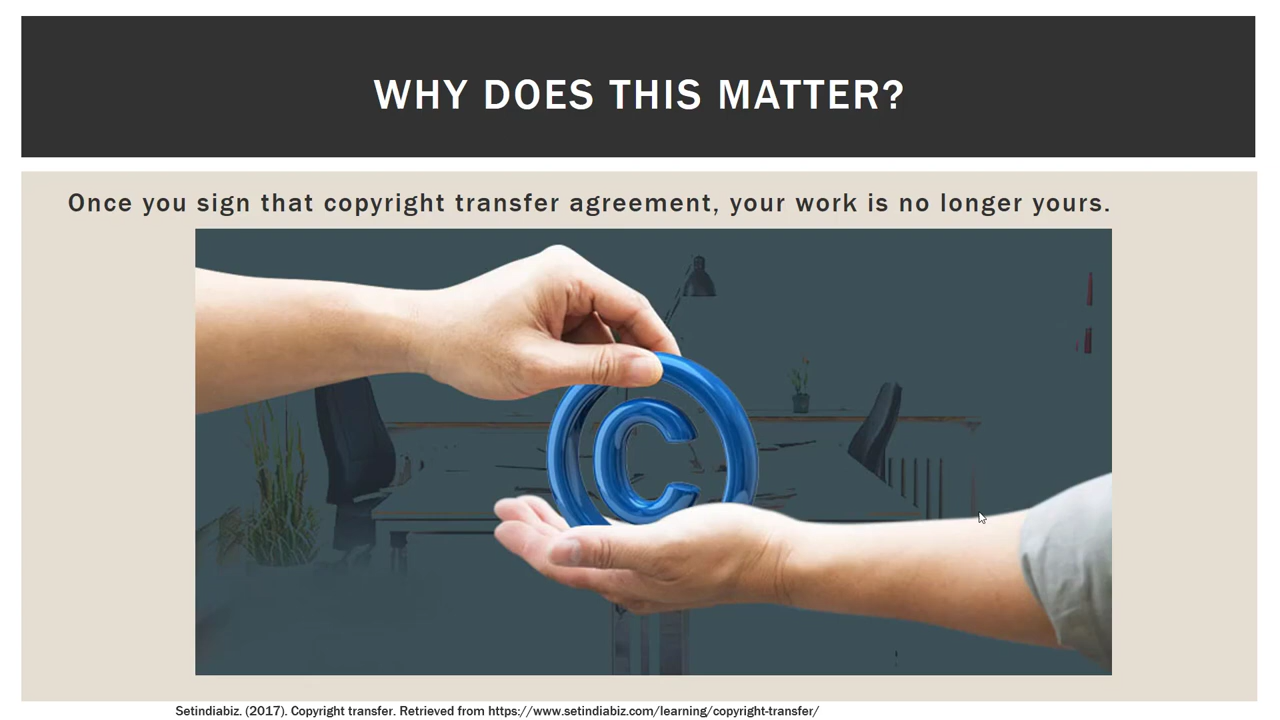 WHY DOES THIS MATTER?
Once you sign that copyright transfer agreement, your work is no longer yours.
C
Setindiabiz. (2017). Copyright transfer. Retrieved from https://www.setindiabiz.com/learning/copyright-transfer/